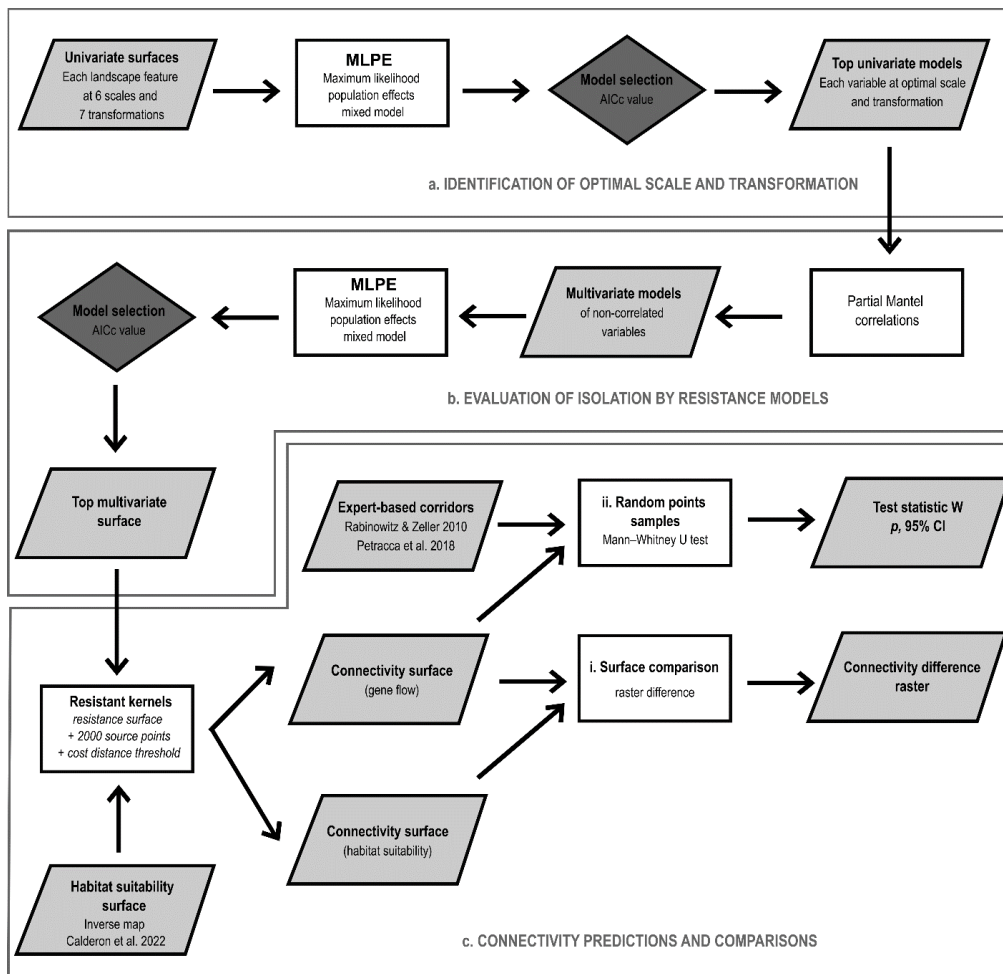 Univariate surfaces
Each landscape feature
at 6 scales and
7 transformations
MLPE
Maximum likelihood
population effects
mixed model
Model selection
AICc value
Top univariate models
Each variable at optimal scale
and transformation
a. IDENTIFICATION OF OPTIMAL SCALE AND TRANSFORMATION
Model selection
AICc value
MLPE
Maximum likelihood
population effects
mixed model
Multivariate models
of non-correlated
variables
Partial Mantel
correlations
b. EVALUATION OF ISOLATION BY RESISTANCE MODELS
Top multivariate
surface
Expert-based corridors
Rabinowitz & Zeller 2010
Petracca et al. 2018
ii. Random points
samples
Mann–Whitney U test
Test statistic W
p, 95% CI
Connectivity surface
(gene flow)
i. Surface comparison
raster difference
Connectivity difference
raster
Resistant kernels
resistance surface
+ 2000 source points
+ cost distance threshold
Connectivity surface
(habitat suitability)
Habitat suitability
surface
Inverse map
Calderon et al. 2022
c. CONNECTIVITY PREDICTIONS AND COMPARISONS